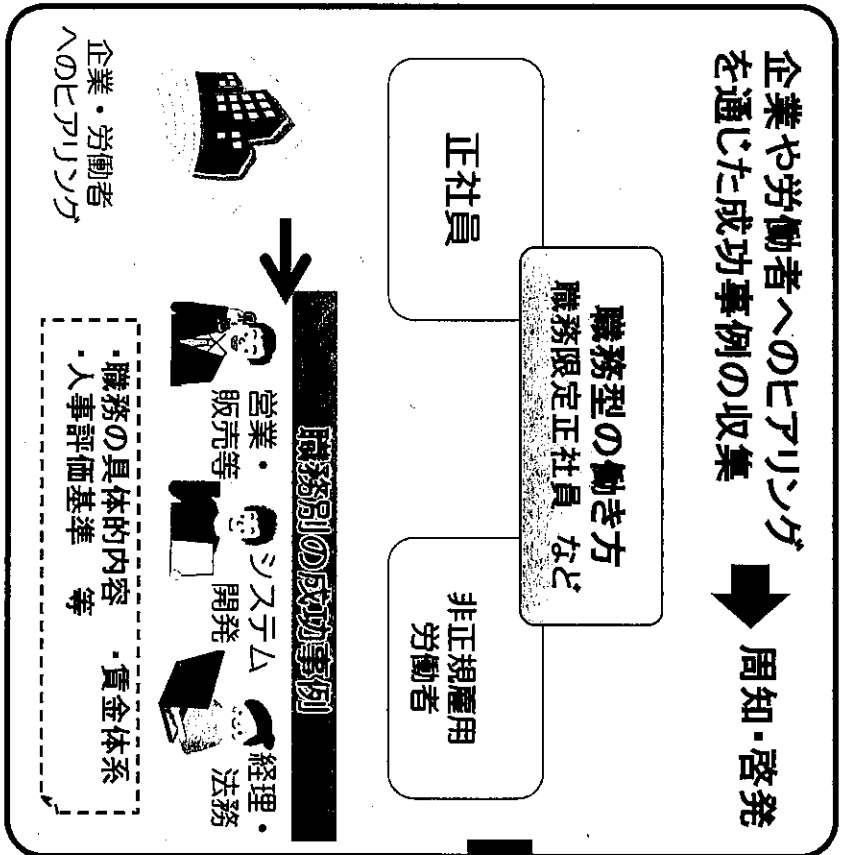 企業や労働者へのヒアリング
を通じた成功事例の収集
周知・啓発
職務型の働き方
職務限定正社員 など
正社員
非正規雇用
労働者
企業・労働者
へのヒアリング
職務別の成功事例
営業・
販売等
システム
開発
経理・
法務
・職務の具体的内容 ・賃金体系
・人事評価基準 等